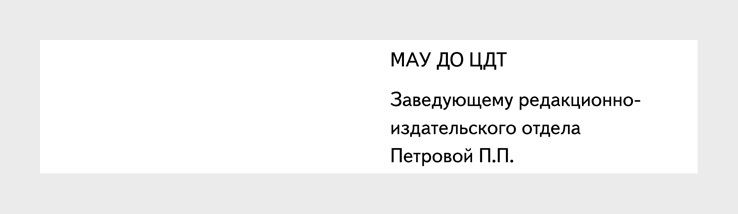 МАУ ДО ЦДТ
Заведующему редакционно-
издательского отдела
Петровой П.П.